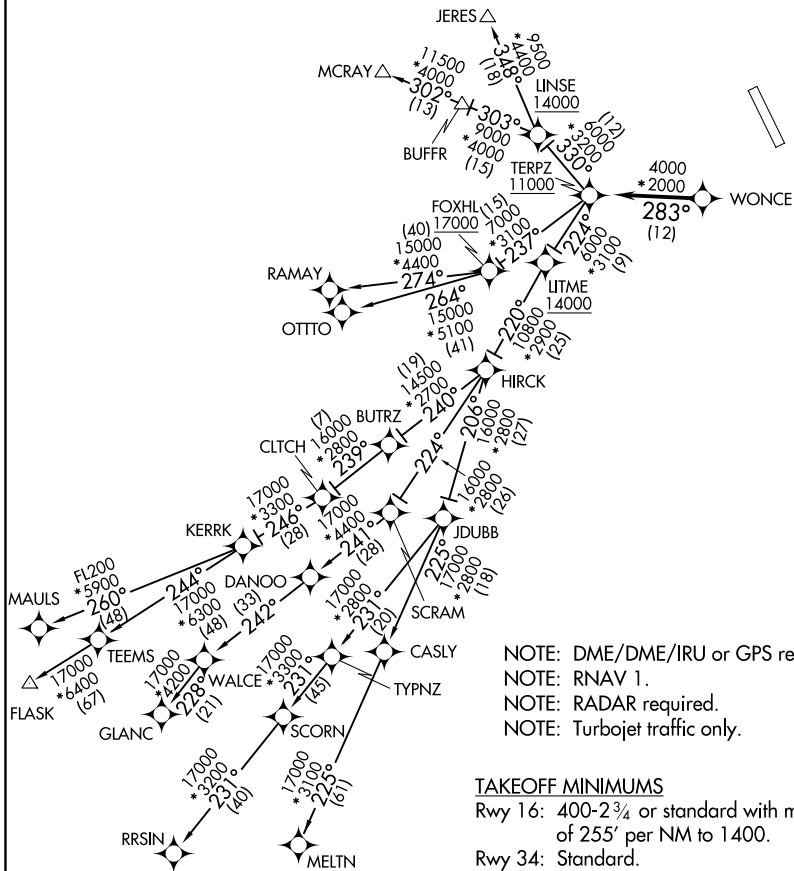 JERES
9500
*4400
348°
(18)
MCRAY
11500
*4000
302°
(13)
BUFFR
303°
9000
*4000
(15)
LINSE
14000
(12)
6000
*3200
330°
TERPZ
11000
4000
*2000
283°
(12)
WONCE
FOXHL
17000
(15)
7000
*3100
237°
224°
6000
*3100
(9)
LITME
14000
(40)
15000
*4400
274°
RAMAY
264°
15000
*5100
(41)
OTTTO
220°
10800
*2900
(25)
HIRCK
(19)
14500
*2700
240°
BUTRZ
206°
16000
*2800
(27)
224°
16000
*2800
(26)
(7)
16000
*2800
239°
CLTCH
17000
*3300
246°
(28)
KERRK
17000
*4400
241°
(28)
SCRAM
JDUBB
225°
17000
*2800
(18)
FL200
*5900
260°
(48)
MAULS
244°
17000
*6300
(48)
TEEMS
DANOO
(33)
242°
17000
*2800
231°
(20)
CASLY
17000
*6400
(67)
FLASK
WALCE
17000
*4200
228°
(21)
GLANC
17000
*3300
231°
(45)
TYPNZ
SCORN
17000
*3200
231°
(40)
RRSIN
17000
*3100
225°
(61)
MELTN
NOTE: DME/DME/IRU or GPS re
NOTE: RNAV 1.
NOTE: RADAR required.
NOTE: Turbojet traffic only.
TAKEOFF MINIMUMS
Rwy 16: 400-2 3/4 or standard with m
of 255' per NM to 1400.
Rwy 34: Standard.